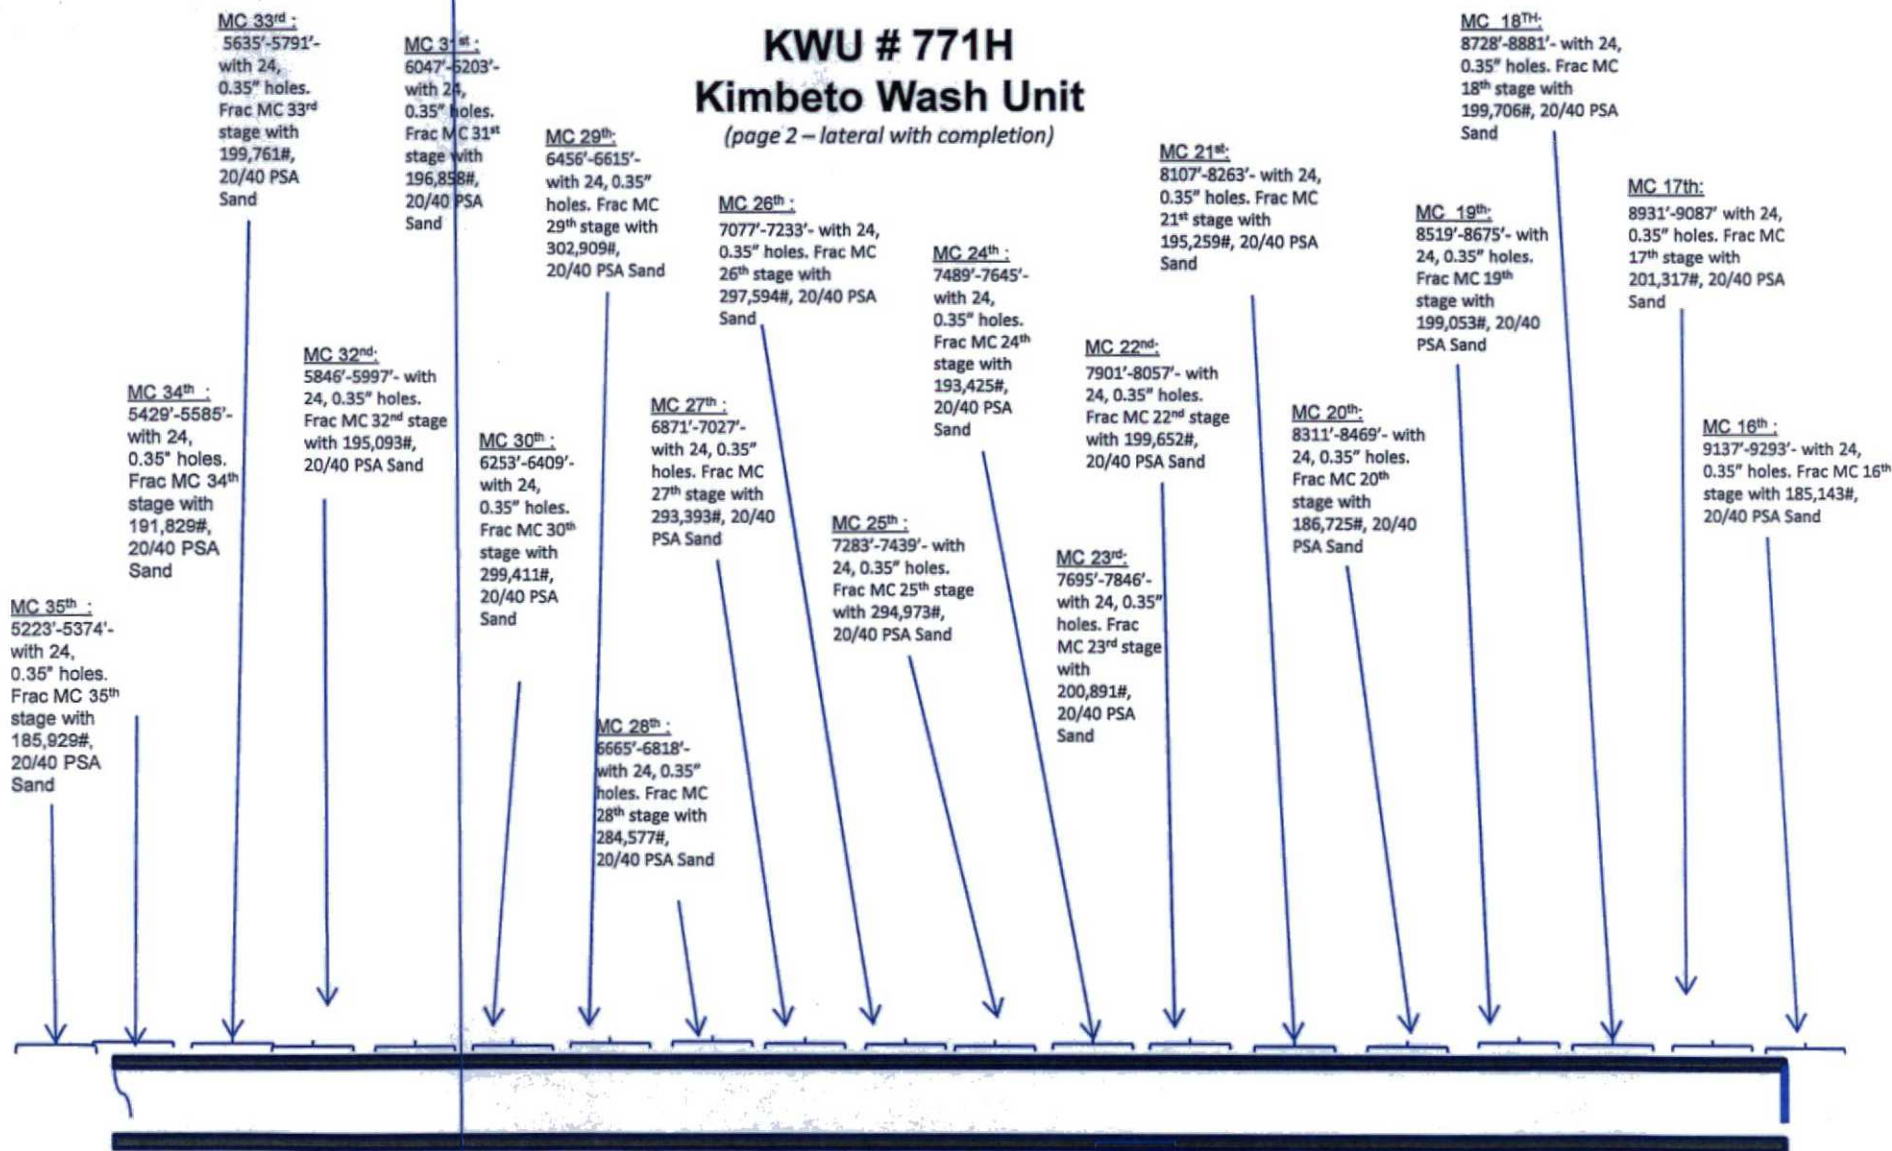 KWU # 771H
Kimbeto Wash Unit
(page 2 – lateral with completion)
MC 33rd :
5635’-5791’-
with 24,
0.35” holes.
Frac MC 33rd
stage with
199,761#,
20/40 PSA
Sand
MC 31st :
6047’-6203’-
with 24,
0.35” holes.
Frac MC 31st
stage with
196,858#,
20/40 PSA
Sand
MC 29th:
6456’-6615’-
with 24, 0.35”
holes. Frac MC
29th stage with
302,909#,
20/40 PSA Sand
MC 26th :
7077’-7233’- with 24,
0.35” holes. Frac MC
26th stage with
297,594#, 20/40 PSA
Sand
MC 24th :
7489’-7645’-
with 24,
0.35” holes.
Frac MC 24th
stage with
193,425#,
20/40 PSA
Sand
MC 21st:
8107’-8263’- with 24,
0.35” holes. Frac MC
21st stage with
195,259#, 20/40 PSA
Sand
MC 18TH:
8728’-8881’- with 24,
0.35” holes. Frac MC
18th stage with
199,706#, 20/40 PSA
Sand
MC 19th:
8519’-8675’- with
24, 0.35” holes.
Frac MC 19th
stage with
199,053#, 20/40
PSA Sand
MC 17th:
8931’-9087’ with 24,
0.35” holes. Frac MC
17th stage with
201,317#, 20/40 PSA
Sand
MC 35th :
5223’-5374’-
with 24,
0.35” holes.
Frac MC 35th
stage with
185,929#,
20/40 PSA
Sand
MC 34th :
5429’-5585’-
with 24,
0.35” holes.
Frac MC 34th
stage with
191,829#,
20/40 PSA
Sand
MC 32nd:
5846’-5997’- with
24, 0.35” holes.
Frac MC 32nd stage
with 195,093#,
20/40 PSA Sand
MC 30th :
6253’-6409’-
with 24,
0.35” holes.
Frac MC 30th
stage with
299,411#,
20/40 PSA
Sand
MC 28th :
6665’-6818’-
with 24, 0.35”
holes. Frac MC
28th stage with
284,577#,
20/40 PSA Sand
MC 27th :
6871’-7027’-
with 24, 0.35”
holes. Frac MC
27th stage with
293,393#, 20/40
PSA Sand
MC 25th :
7283’-7439’- with
24, 0.35” holes.
Frac MC 25th stage
with 294,973#,
20/40 PSA Sand
MC 23rd:
7695’-7846’-
with 24, 0.35”
holes. Frac
MC 23rd stage
with
200,891#,
20/40 PSA
Sand
MC 22nd:
7901’-8057’- with
24, 0.35” holes.
Frac MC 22nd stage
with 199,652#,
20/40 PSA Sand
MC 20th:
8311’-8469’- with
24, 0.35” holes.
Frac MC 20th
stage with
186,725#, 20/40
PSA Sand
MC 16th :
9137’-9293’- with 24,
0.35” holes. Frac MC 16th
stage with 185,143#,
20/40 PSA Sand